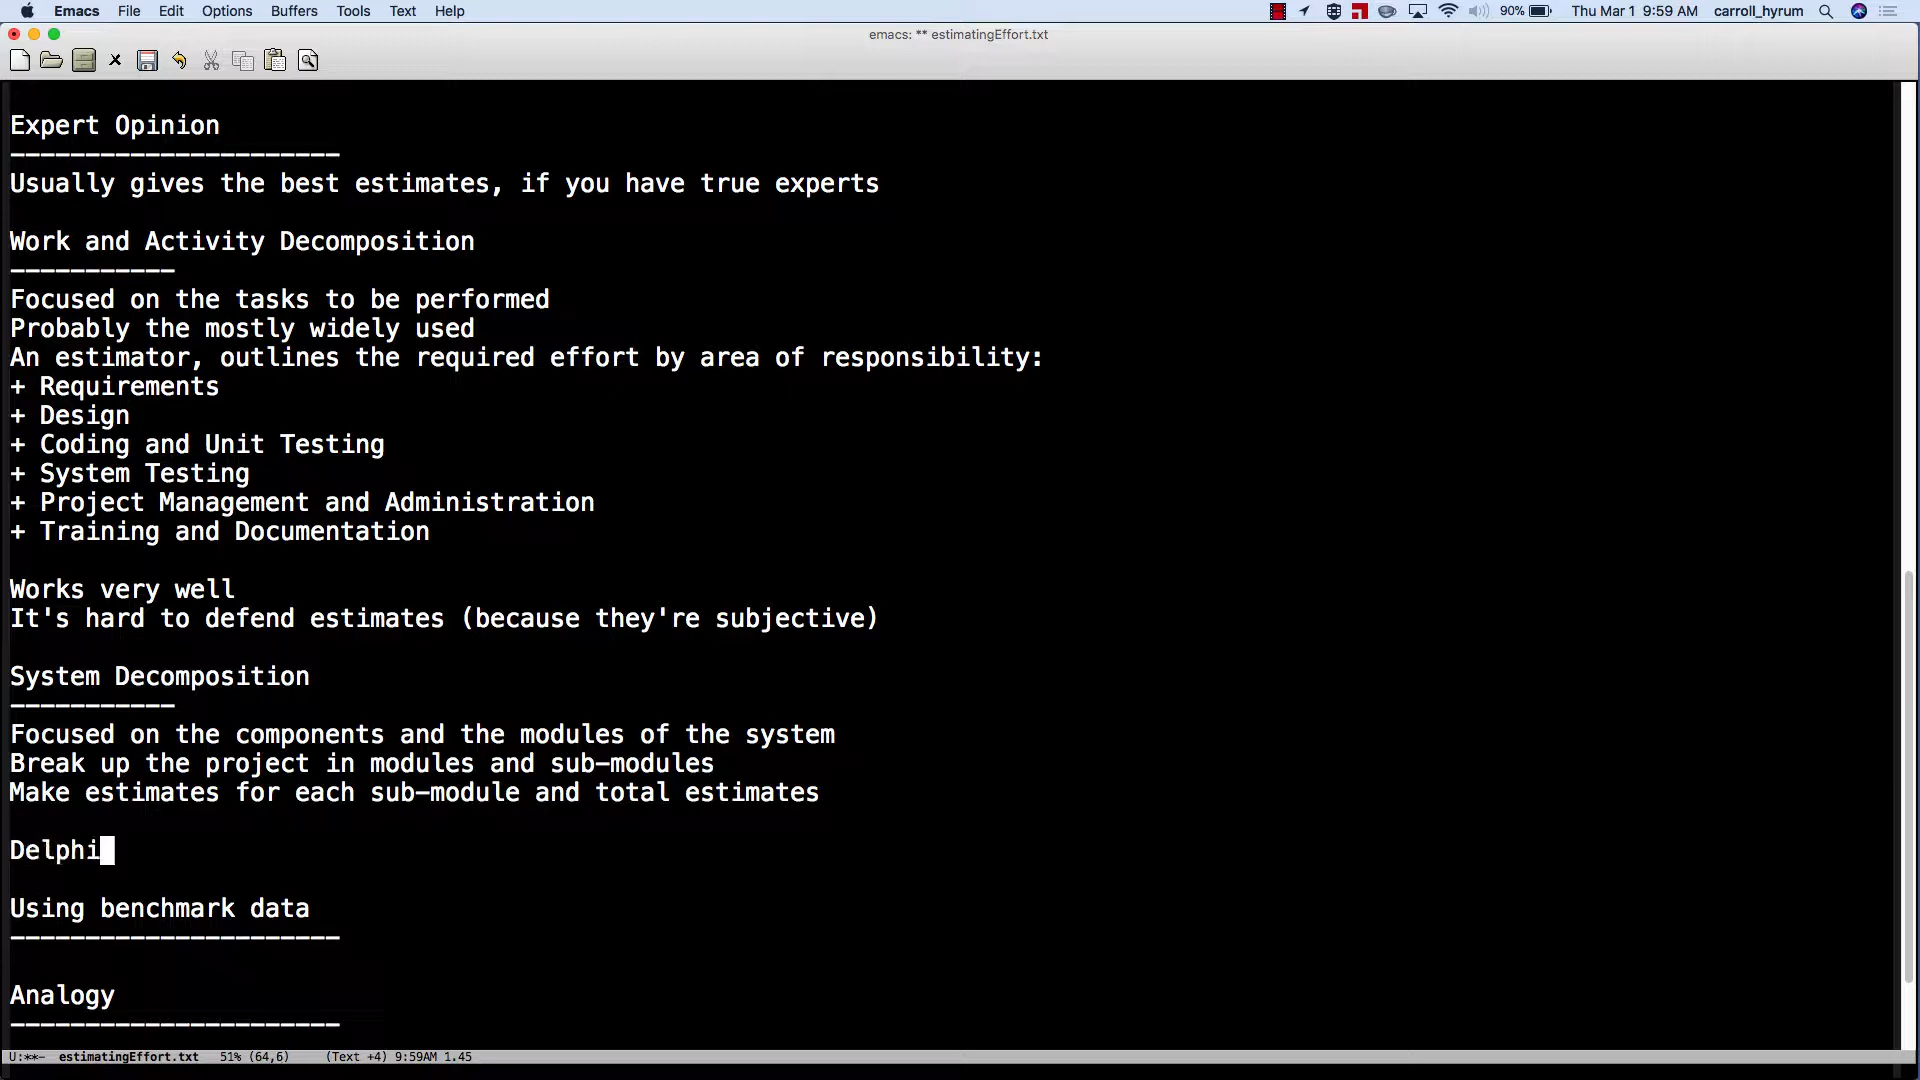 Emacs File Edit Options Buffers Tools Text Help 90% Thu Mar 1 9:59 AM carroll_hyrum
emacs: ** estimatingEffort.txt
Expert Opinion
----------------------
Usually gives the best estimates, if you have true experts
Work and Activity Decomposition
-----------
Focused on the tasks to be performed
Probably the mostly widely used
An estimator, outlines the required effort by area of responsibility:
+ Requirements
+ Design
+ Coding and Unit Testing
+ System Testing
+ Project Management and Administration
+ Training and Documentation
Works very well
It's hard to defend estimates (because they're subjective)
System Decomposition
-----------
Focused on the components and the modules of the system
Break up the project in modules and sub-modules
Make estimates for each sub-module and total estimates
Delphi
Using benchmark data
----------------------
Analogy
----------------------
U:**- estimatingEffort.txt 51% (64,6) (Text +4) 9:59AM 1.45